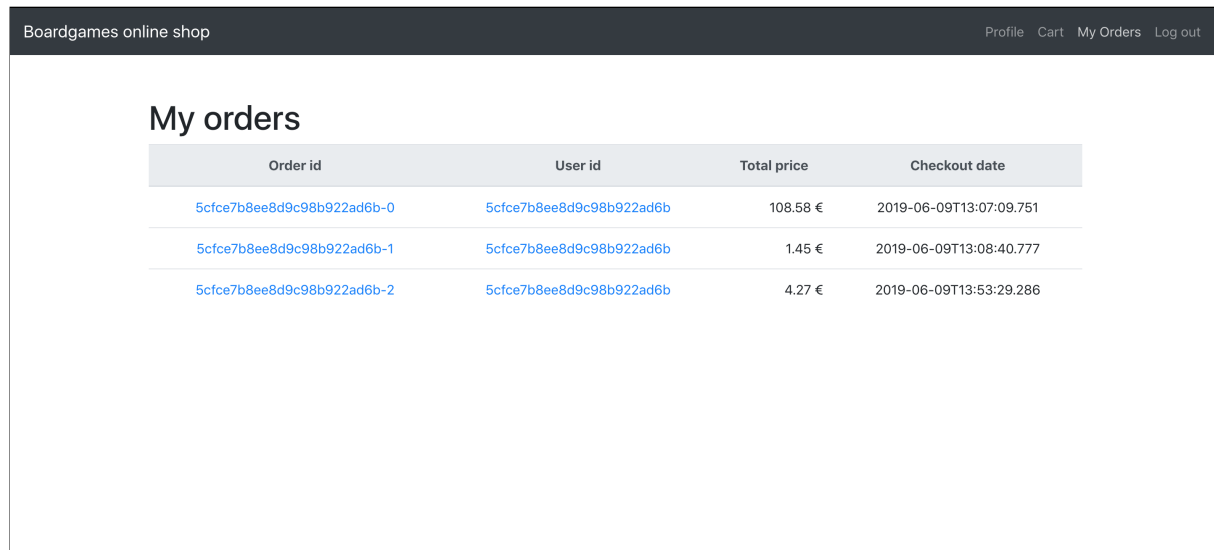 Boardgames online shop Profile Cart My Orders Log out
My orders
Order id User id Total price Checkout date
5cfce7b8ee8d9c98b922ad6b-0 5cfce7b8ee8d9c98b922ad6b 108.58 € 2019-06-09T13:07:09.751
5cfce7b8ee8d9c98b922ad6b-1 5cfce7b8ee8d9c98b922ad6b 1.45 € 2019-06-09T13:08:40.777
5cfce7b8ee8d9c98b922ad6b-2 5cfce7b8ee8d9c98b922ad6b 4.27 € 2019-06-09T13:53:29.286